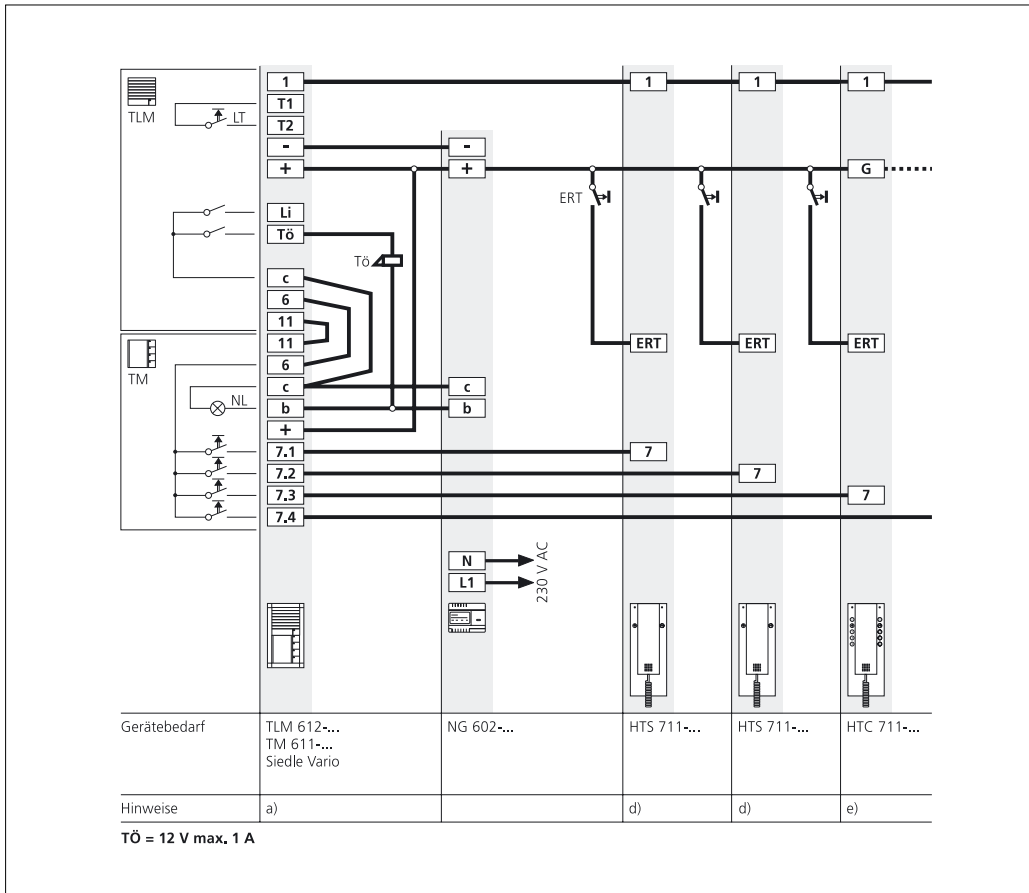 1 1 1 1
TLM
LT
T1
T2
- -
+ + G
ERT
Li
Tö
Tö
c
6
11
11 ERT ERT ERT
TM
6
c c
NL
b b
+
7.1 7
7.2 7
7.3 7
7.4
N
L1
230 V AC
Gerätebedarf TLM 612-... NG 602-... HTS 711-... HTS 711-... HTC 711-...
TM 611-...
Siedle Vario
Hinweise a) d) d) e)
TÖ = 12 V max. 1 A